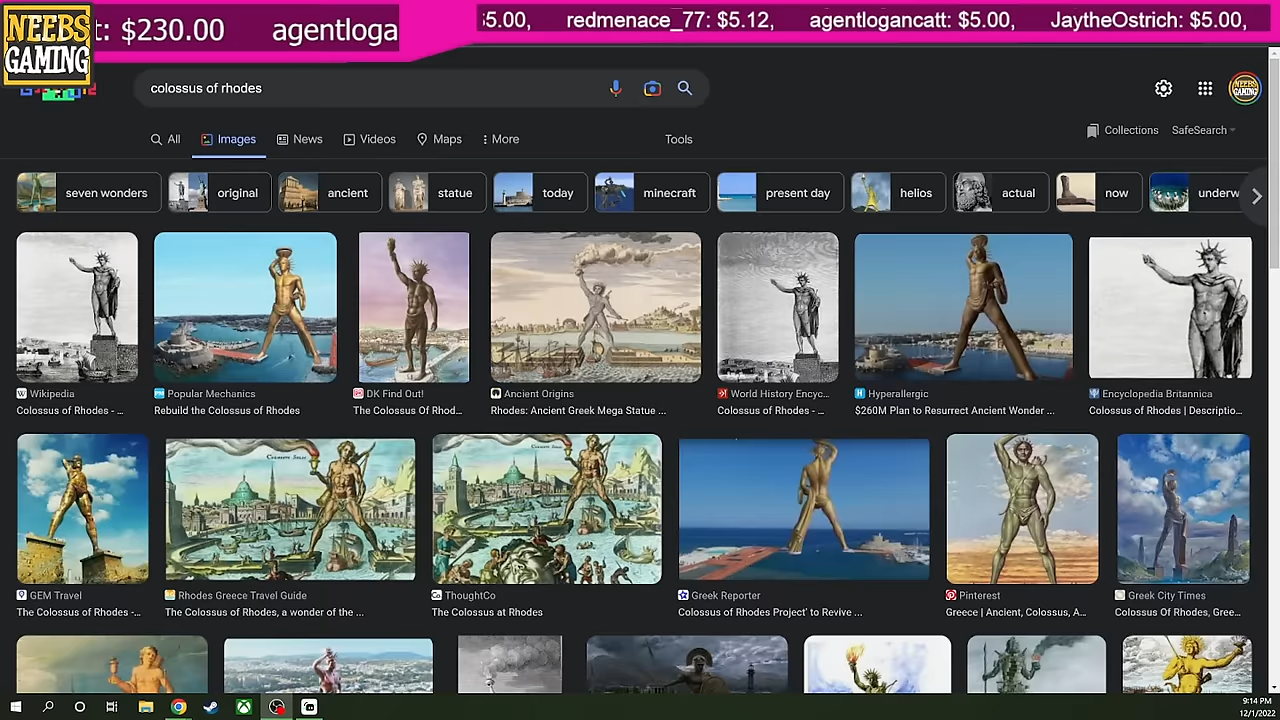 NEEBS
GAMING
t: $230.00 agentloga
5.00, redmenace_77: $5.12, agentlogancatt: $5.00, JaytheOstrich: $5.00,
colossus of rhodes
All Images News Videos Maps More Tools
Collections SafeSearch
seven wonders original ancient statue today minecraft present day helios actual now underw
Wikipedia Popular Mechanics DK Find Out! Ancient Origins World History Encyc... Hyperallergic Encyclopedia Britannica
Colossus of Rhodes - ... Rebuild the Colossus of Rhodes The Colossus Of Rhod... Rhodes: Ancient Greek Mega Statue ... Colossus of Rhodes - ... $260M Plan to Resurrect Ancient Wonder ... Colossus of Rhodes | Descriptio...
GEM Travel Rhodes Greece Travel Guide ThoughtCo Greek Reporter Pinterest Greek City Times
The Colossus of Rhodes -... The Colossus of Rhodes, a wonder of the ... The Colossus at Rhodes Colossus of Rhodes Project' to Revive ... Greece | Ancient, Colossus, A... Colossus Of Rhodes, Gree...
9:14 PM
12/1/2022